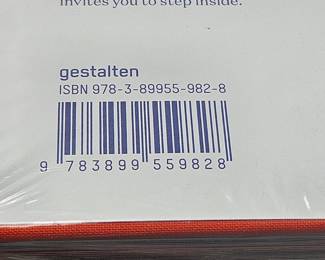 invites you to step inside.
gestalten
ISBN 978-3-89955-982-8
9 783899 559828